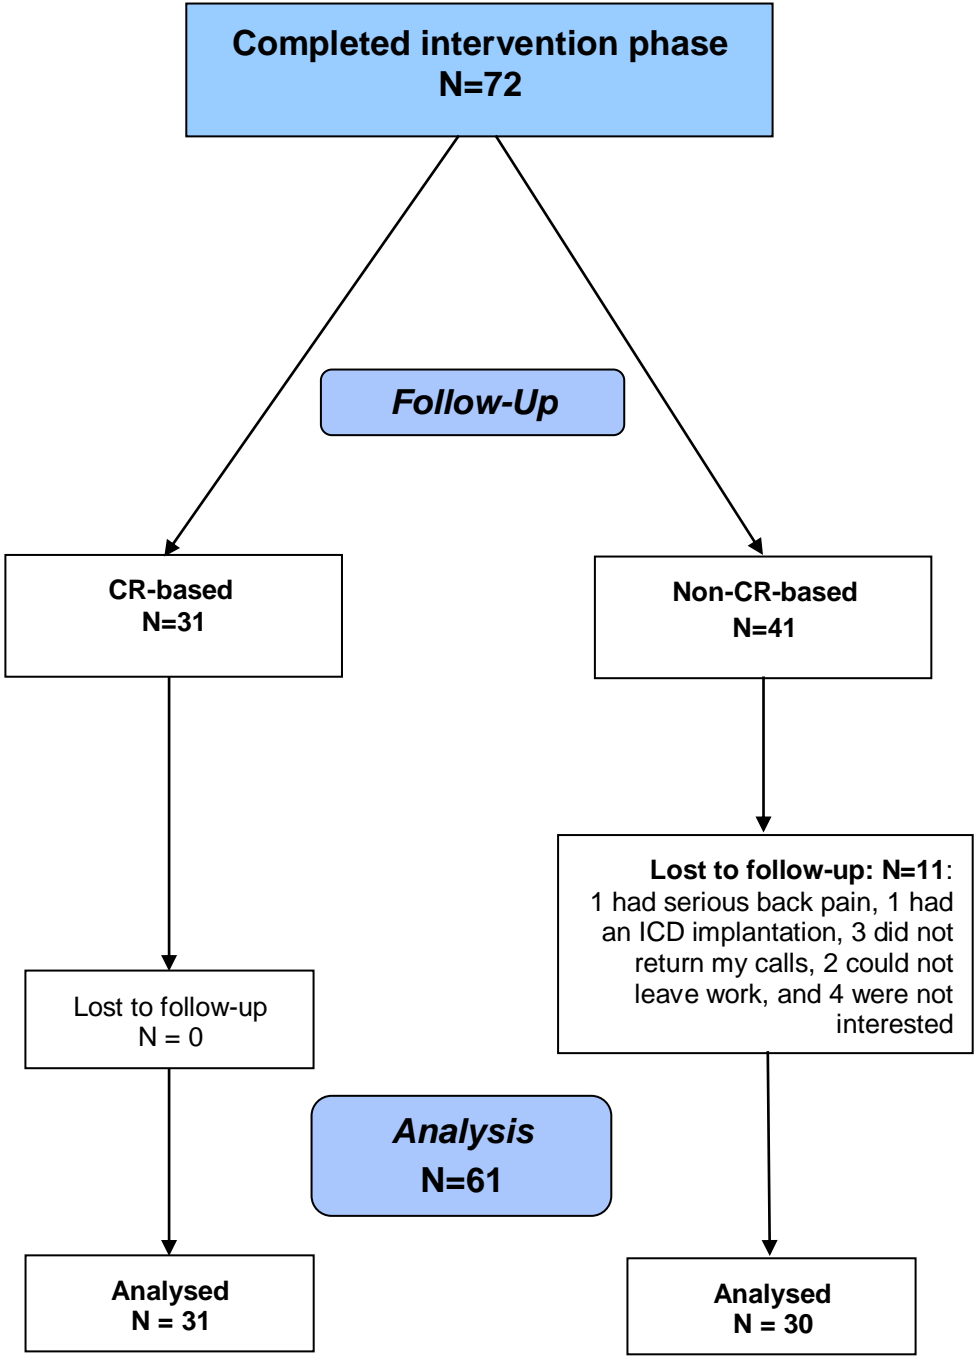 Completed intervention phase
N=72
Follow-Up
CR-based
N=31
Non-CR-based
N=41
Lost to follow-up: N=11:
1 had serious back pain, 1 had
an ICD implantation, 3 did not
return my calls, 2 could not
leave work, and 4 were not
interested
Lost to follow-up
N = 0
Analysis
N=61
Analysed
N = 31
Analysed
N = 30